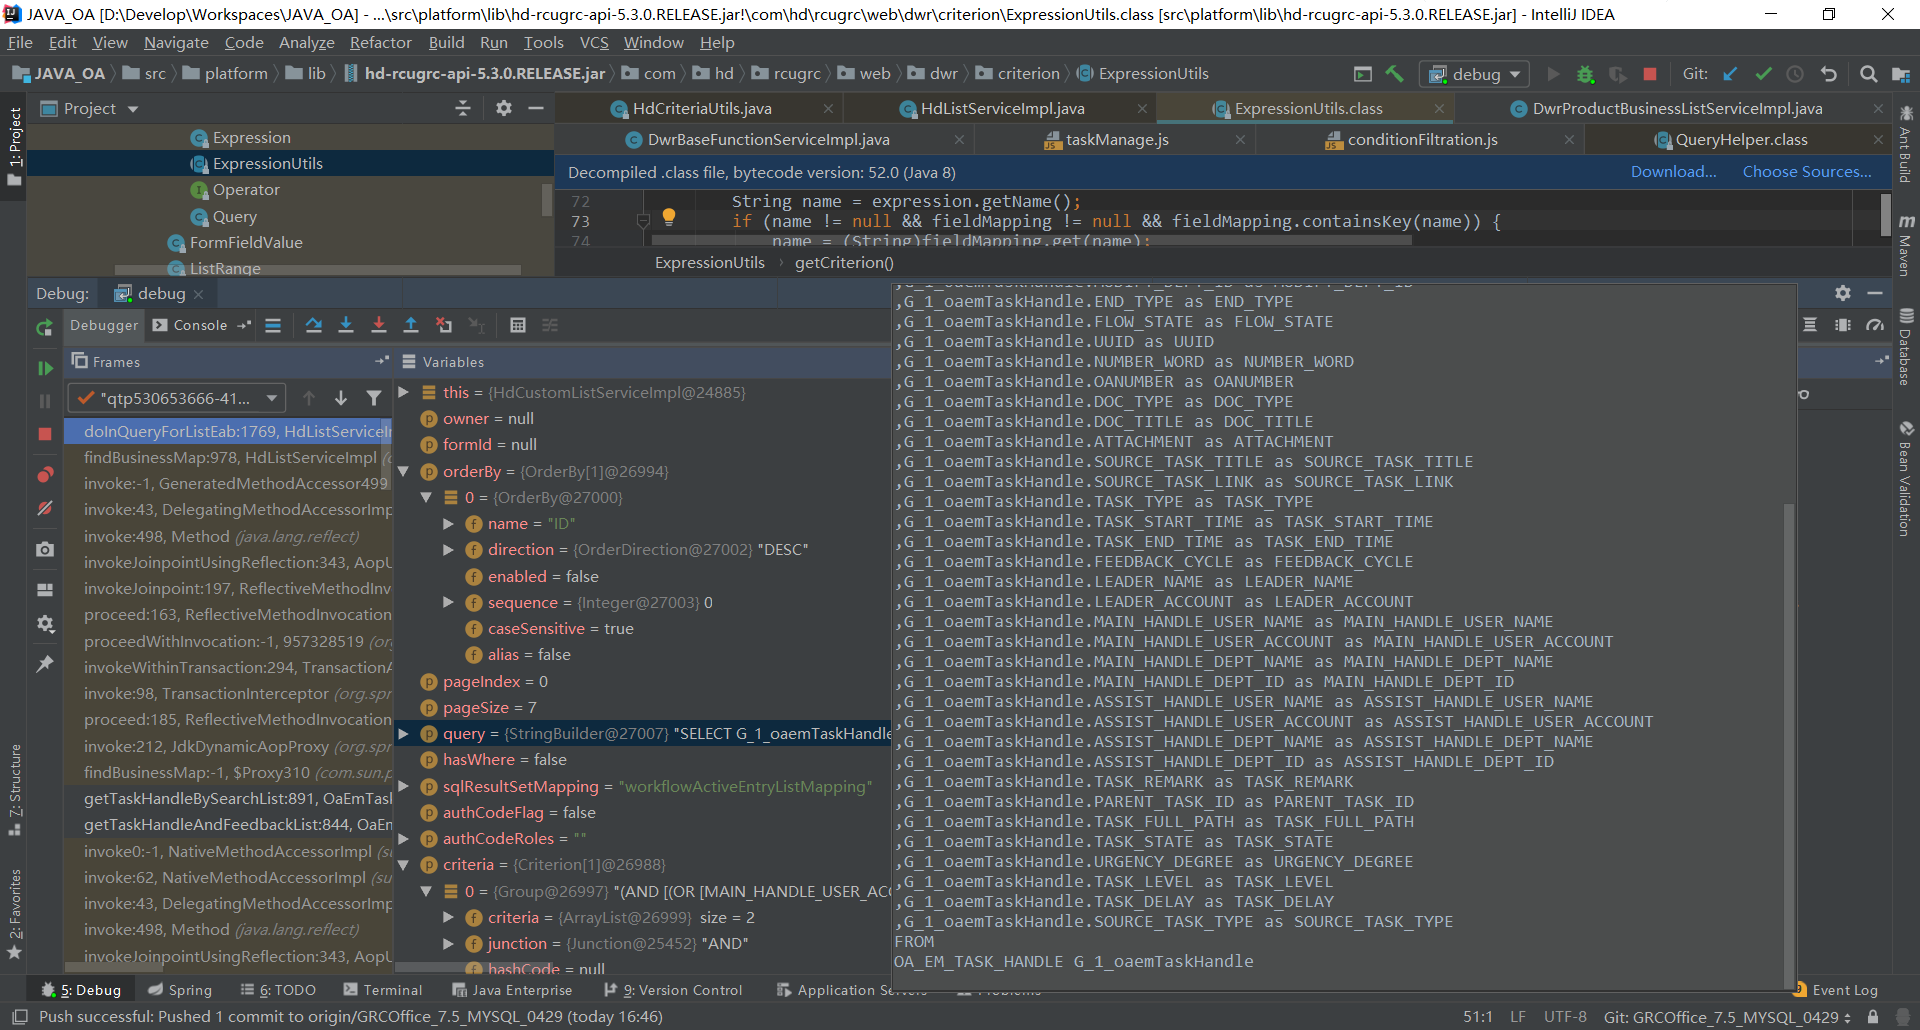 JAVA_OA [D:\Develop\Workspaces\JAVA_OA] - ...\src\platform\lib\hd-rcugrc-api-5.3.0.RELEASE.jar!\com\hd\rcugrc\web\dwr\criterion\ExpressionUtils.class [src\platform\lib\hd-rcugrc-api-5.3.0.RELEASE.jar] - IntelliJ IDEA
File Edit View Navigate Code Analyze Refactor Build Run Tools VCS Window Help
JAVA_OA src platform lib hd-rcugrc-api-5.3.0.RELEASE.jar com hd rcugrc web dwr criterion ExpressionUtils debug Git:
Project
HdCriteriaUtils.java HdListServiceImpl.java ExpressionUtils.class DwrProductBusinessListServiceImpl.java
DwrBaseFunctionServiceImpl.java taskManage.js conditionFiltration.js QueryHelper.class
Expression
ExpressionUtils
Operator
Query
FormFieldValue
ListRange
Decompiled .class file, bytecode version: 52.0 (Java 8) Download... Choose Sources...
72 String name = expression.getName();
73 if (name != null && fieldMapping != null && fieldMapping.containsKey(name)) {
74 name = (String)fieldMapping.get(name);
ExpressionUtils › getCriterion()
Debug: debug
Debugger Console
Frames
"qtp530653666-41...
doInQueryForListEab:1769, HdListServiceI
findBusinessMap:978, HdListServiceImpl
invoke:-1, GeneratedMethodAccessor499
invoke:43, DelegatingMethodAccessorImp
invoke:498, Method (java.lang.reflect)
invokeJoinpointUsingReflection:343, AopU
invokeJoinpoint:197, ReflectiveMethodInv
proceed:163, ReflectiveMethodInvocation
proceedWithInvocation:-1, 957328519 (or
invokeWithinTransaction:294, TransactionA
invoke:98, TransactionInterceptor (org.spr
proceed:185, ReflectiveMethodInvocation
invoke:212, JdkDynamicAopProxy (org.spr
findBusinessMap:-1, $Proxy310 (com.sun.p
getTaskHandleBySearchList:891, OaEmTas
getTaskHandleAndFeedbackList:844, OaEn
invoke0:-1, NativeMethodAccessorImpl (su
invoke:62, NativeMethodAccessorImpl (su
invoke:43, DelegatingMethodAccessorImp
invoke:498, Method (java.lang.reflect)
invokeJoinpointUsingReflection:343, AopU
Variables
this = {HdCustomListServiceImpl@24885}
owner = null
formId = null
orderBy = {OrderBy[1]@26994}
0 = {OrderBy@27000}
name = "ID"
direction = {OrderDirection@27002} "DESC"
enabled = false
sequence = {Integer@27003} 0
caseSensitive = true
alias = false
pageIndex = 0
pageSize = 7
query = {StringBuilder@27007} "SELECT G_1_oaemTaskHandle
hasWhere = false
sqlResultSetMapping = "workflowActiveEntryListMapping"
authCodeFlag = false
authCodeRoles = ""
criteria = {Criterion[1]@26988}
0 = {Group@26997} "(AND [(OR [MAIN_HANDLE_USER_ACC
criteria = {ArrayList@26999} size = 2
junction = {Junction@25452} "AND"
hashCode = null
,G_1_oaemTaskHandle.MODIFY_DEPT_ID as MODIFY_DEPT_ID
,G_1_oaemTaskHandle.END_TYPE as END_TYPE
,G_1_oaemTaskHandle.FLOW_STATE as FLOW_STATE
,G_1_oaemTaskHandle.UUID as UUID
,G_1_oaemTaskHandle.NUMBER_WORD as NUMBER_WORD
,G_1_oaemTaskHandle.OANUMBER as OANUMBER
,G_1_oaemTaskHandle.DOC_TYPE as DOC_TYPE
,G_1_oaemTaskHandle.DOC_TITLE as DOC_TITLE
,G_1_oaemTaskHandle.ATTACHMENT as ATTACHMENT
,G_1_oaemTaskHandle.SOURCE_TASK_TITLE as SOURCE_TASK_TITLE
,G_1_oaemTaskHandle.SOURCE_TASK_LINK as SOURCE_TASK_LINK
,G_1_oaemTaskHandle.TASK_TYPE as TASK_TYPE
,G_1_oaemTaskHandle.TASK_START_TIME as TASK_START_TIME
,G_1_oaemTaskHandle.TASK_END_TIME as TASK_END_TIME
,G_1_oaemTaskHandle.FEEDBACK_CYCLE as FEEDBACK_CYCLE
,G_1_oaemTaskHandle.LEADER_NAME as LEADER_NAME
,G_1_oaemTaskHandle.LEADER_ACCOUNT as LEADER_ACCOUNT
,G_1_oaemTaskHandle.MAIN_HANDLE_USER_NAME as MAIN_HANDLE_USER_NAME
,G_1_oaemTaskHandle.MAIN_HANDLE_USER_ACCOUNT as MAIN_HANDLE_USER_ACCOUNT
,G_1_oaemTaskHandle.MAIN_HANDLE_DEPT_NAME as MAIN_HANDLE_DEPT_NAME
,G_1_oaemTaskHandle.MAIN_HANDLE_DEPT_ID as MAIN_HANDLE_DEPT_ID
,G_1_oaemTaskHandle.ASSIST_HANDLE_USER_NAME as ASSIST_HANDLE_USER_NAME
,G_1_oaemTaskHandle.ASSIST_HANDLE_USER_ACCOUNT as ASSIST_HANDLE_USER_ACCOUNT
,G_1_oaemTaskHandle.ASSIST_HANDLE_DEPT_NAME as ASSIST_HANDLE_DEPT_NAME
,G_1_oaemTaskHandle.ASSIST_HANDLE_DEPT_ID as ASSIST_HANDLE_DEPT_ID
,G_1_oaemTaskHandle.TASK_REMARK as TASK_REMARK
,G_1_oaemTaskHandle.PARENT_TASK_ID as PARENT_TASK_ID
,G_1_oaemTaskHandle.TASK_FULL_PATH as TASK_FULL_PATH
,G_1_oaemTaskHandle.TASK_STATE as TASK_STATE
,G_1_oaemTaskHandle.URGENCY_DEGREE as URGENCY_DEGREE
,G_1_oaemTaskHandle.TASK_LEVEL as TASK_LEVEL
,G_1_oaemTaskHandle.TASK_DELAY as TASK_DELAY
,G_1_oaemTaskHandle.SOURCE_TASK_TYPE as SOURCE_TASK_TYPE
FROM
OA_EM_TASK_HANDLE G_1_oaemTaskHandle
1: Project
7: Structure
2: Favorites
Ant Build
Maven
Database
Bean Validation
5: Debug Spring 6: TODO Terminal Java Enterprise 9: Version Control Application Servers Problems Event Log
Push successful: Pushed 1 commit to origin/GRCOffice_7.5_MYSQL_0429 (today 16:46) 51:1 LF UTF-8 Git: GRCOffice_7.5_MYSQL_0429